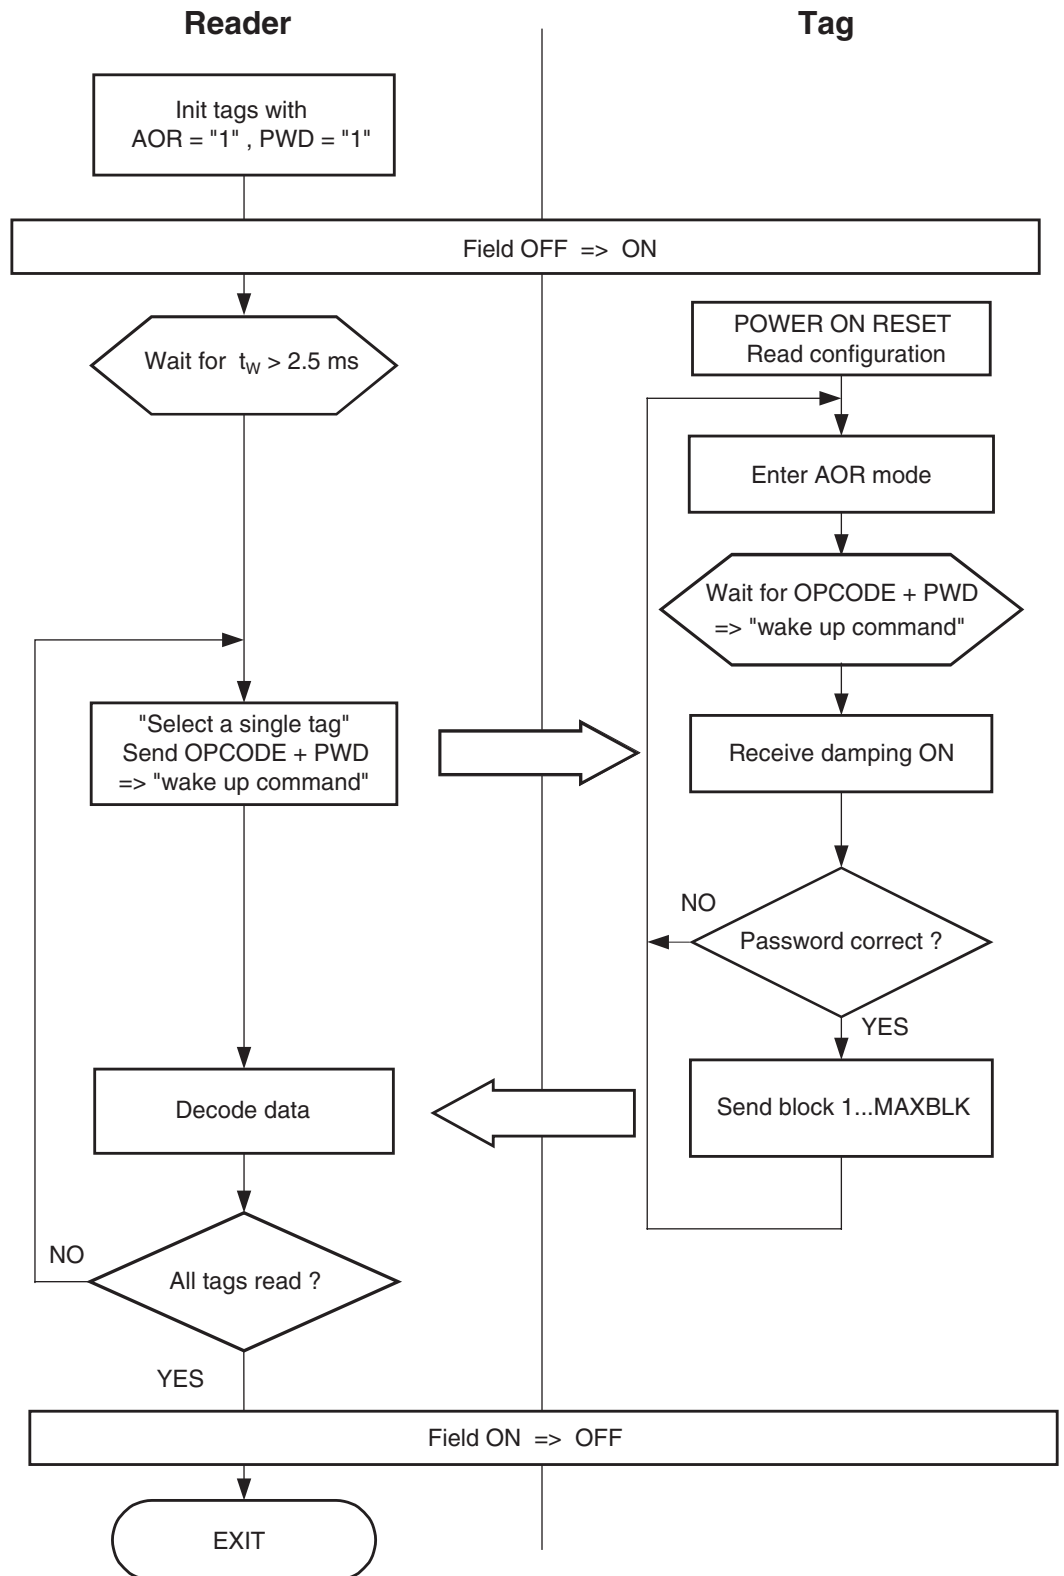 Reader
Tag
Init tags with
AOR = "1" , PWD = "1"
Field OFF => ON
Wait for tW > 2.5 ms
POWER ON RESET
Read configuration
Enter AOR mode
Wait for OPCODE + PWD
=> "wake up command"
"Select a single tag"
Send OPCODE + PWD
=> "wake up command"
Receive damping ON
NO
Password correct ?
YES
Decode data
Send block 1...MAXBLK
NO
All tags read ?
YES
Field ON => OFF
EXIT